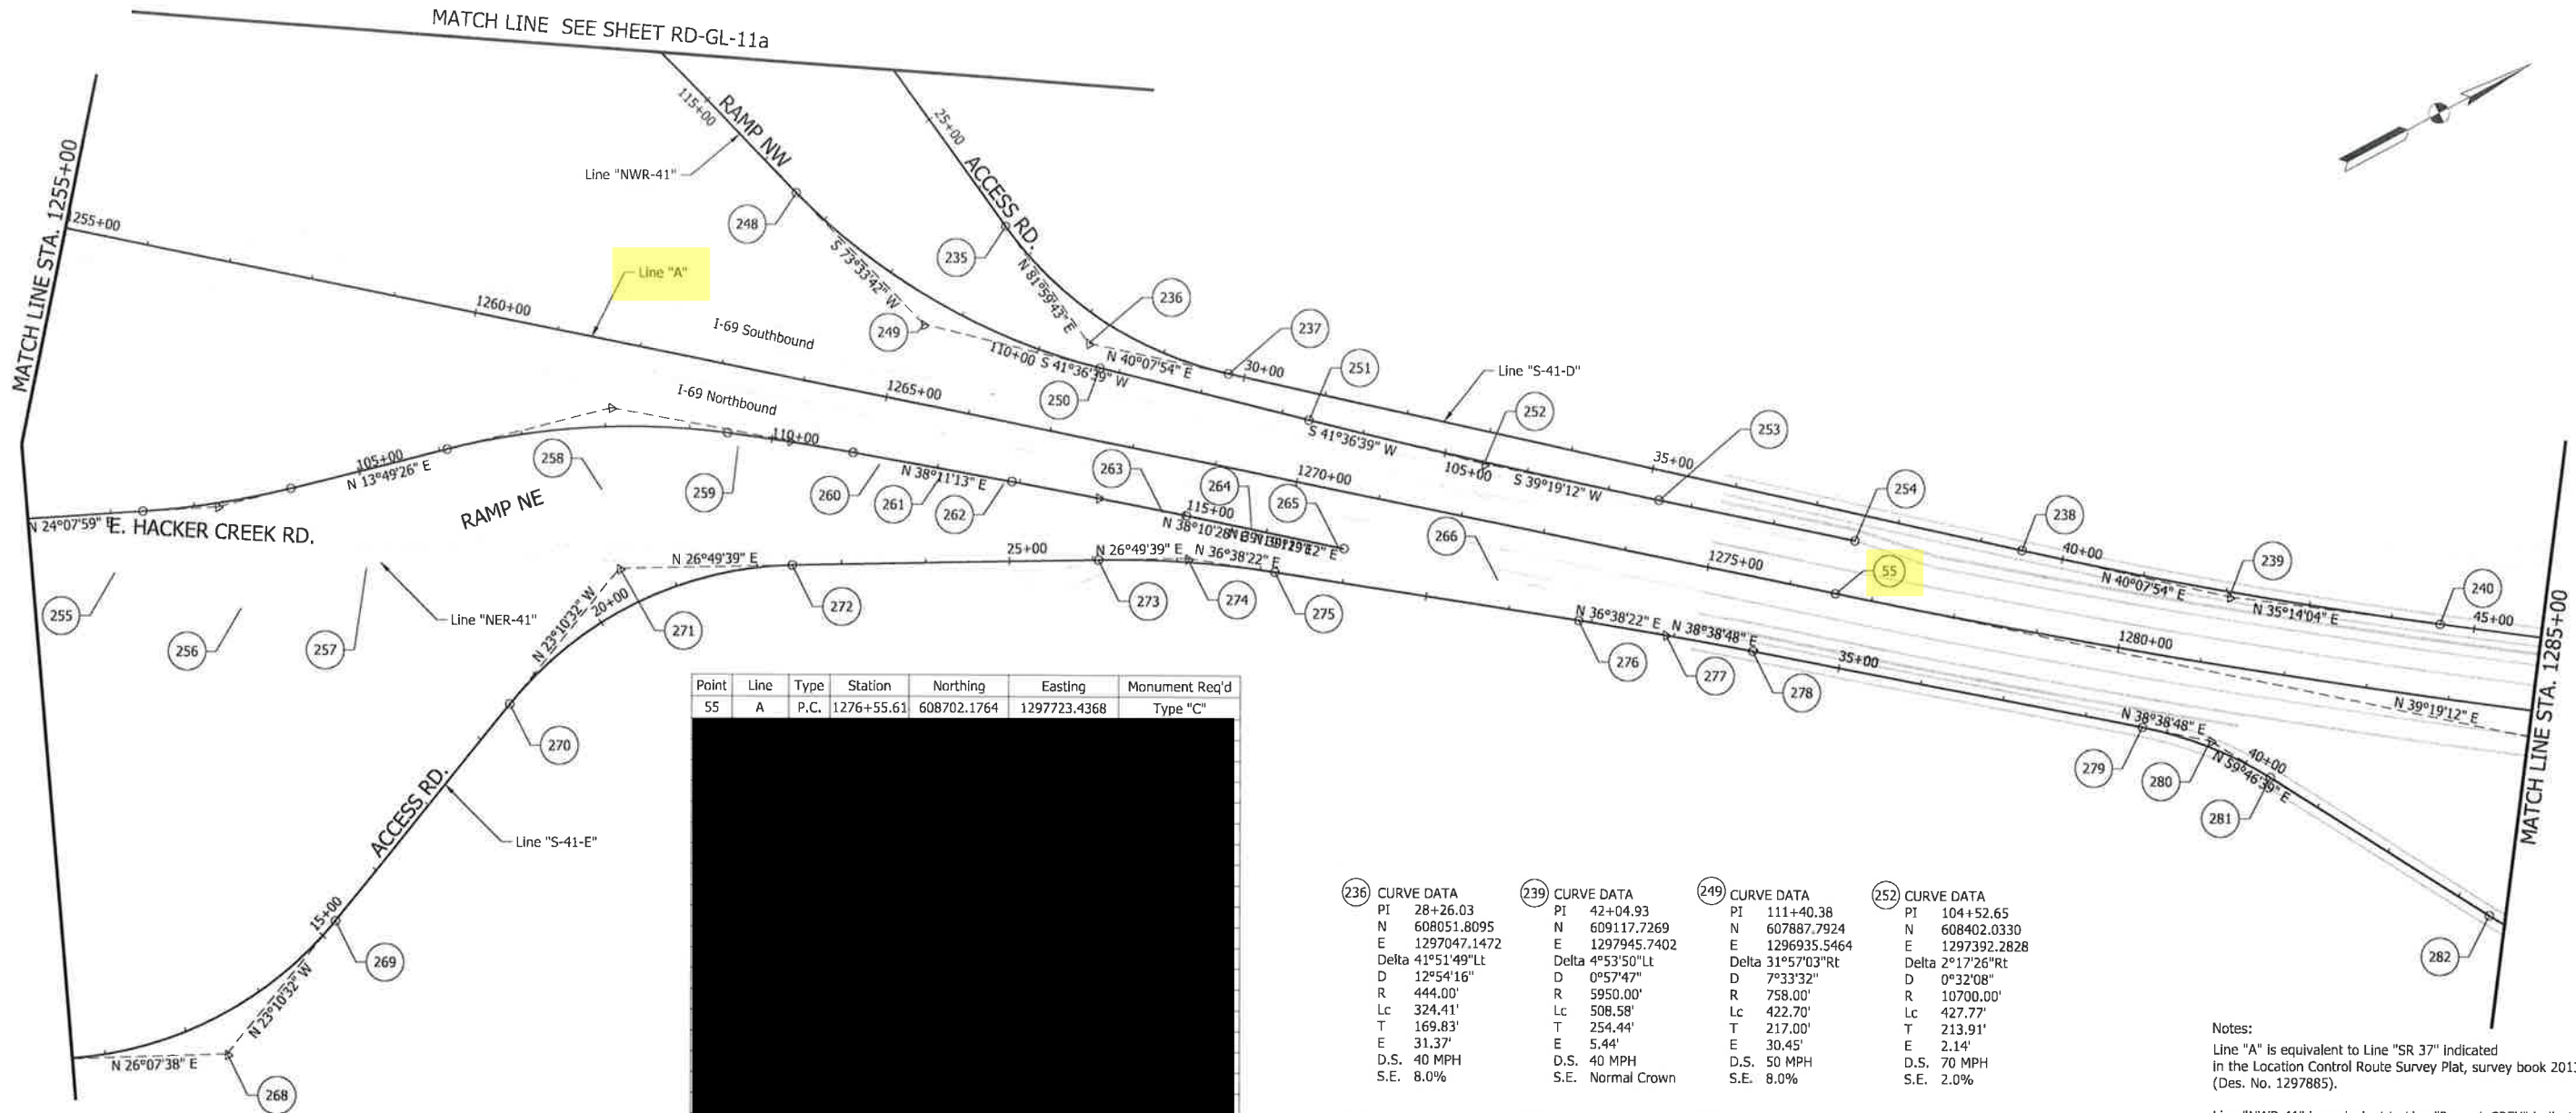 MATCH LINE SEE SHEET RD-GL-11a
MATCH LINE STA. 1255+00
1255+00
115+00
RAMP NW
Line "NWR-41"
25+00
ACCESS RD.
248
235
S 73°33'42" W
N 81°59'43" E
Line "A"
1260+00
I-69 Southbound
249
236
237
110+00
S 41°36'39" W
N 40°07'54" E
30+00
251
Line "S-41-D"
250
1265+00
I-69 Northbound
252
S 41°36'39" W
253
35+00
105+00
S 39°19'12" W
1270+00
254
238
40+00
239
N 40°07'54" E
N 35°14'04" E
240
45+00
55
1275+00
1280+00
N 39°19'12" E
MATCH LINE STA. 1285+00
110+00
258
105+00
N 13°49'26" E
259
260
N 38°11'13" E
261
262
263
264
265
266
115+00
N 38°10'28"
N 24°07'59" E
E. HACKER CREEK RD.
RAMP NE
255
256
257
Line "NER-41"
N 26°49'39" E
25+00
N 26°49'39" E
N 36°38'22" E
N 23°10'32" W
20+00
271
272
273
274
275
N 36°38'22" E
N 38°38'48" E
276
277
278
35+00
N 38°38'48" E
279
280
281
40+00
N 59°46'39" E
282
270
ACCESS RD.
Line "S-41-E"
15+00
269
N 23°10'32" W
N 26°07'38" E
268
Point Line Type Station Northing Easting Monument Req'd
55 A P.C. 1276+55.61 608702.1764 1297723.4368 Type "C"
236 CURVE DATA
PI 28+26.03
N 608051.8095
E 1297047.1472
Delta 41°51'49"Lt
D 12°54'16"
R 444.00'
Lc 324.41'
T 169.83'
E 31.37'
D.S. 40 MPH
S.E. 8.0%
239 CURVE DATA
PI 42+04.93
N 609117.7269
E 1297945.7402
Delta 4°53'50"Lt
D 0°57'47"
R 5950.00'
Lc 508.58'
T 254.44'
E 5.44'
D.S. 40 MPH
S.E. Normal Crown
249 CURVE DATA
PI 111+40.38
N 607887.7924
E 1296935.5464
Delta 31°57'03"Rt
D 7°33'32"
R 758.00'
Lc 422.70'
T 217.00'
E 30.45'
D.S. 50 MPH
S.E. 8.0%
252 CURVE DATA
PI 104+52.65
N 608402.0330
E 1297392.2828
Delta 2°17'26"Rt
D 0°32'08"
R 10700.00'
Lc 427.77'
T 213.91'
E 2.14'
D.S. 70 MPH
S.E. 2.0%
Notes:
Line "A" is equivalent to Line "SR 37" indicated
in the Location Control Route Survey Plat, survey book 201
(Des. No. 1297885).